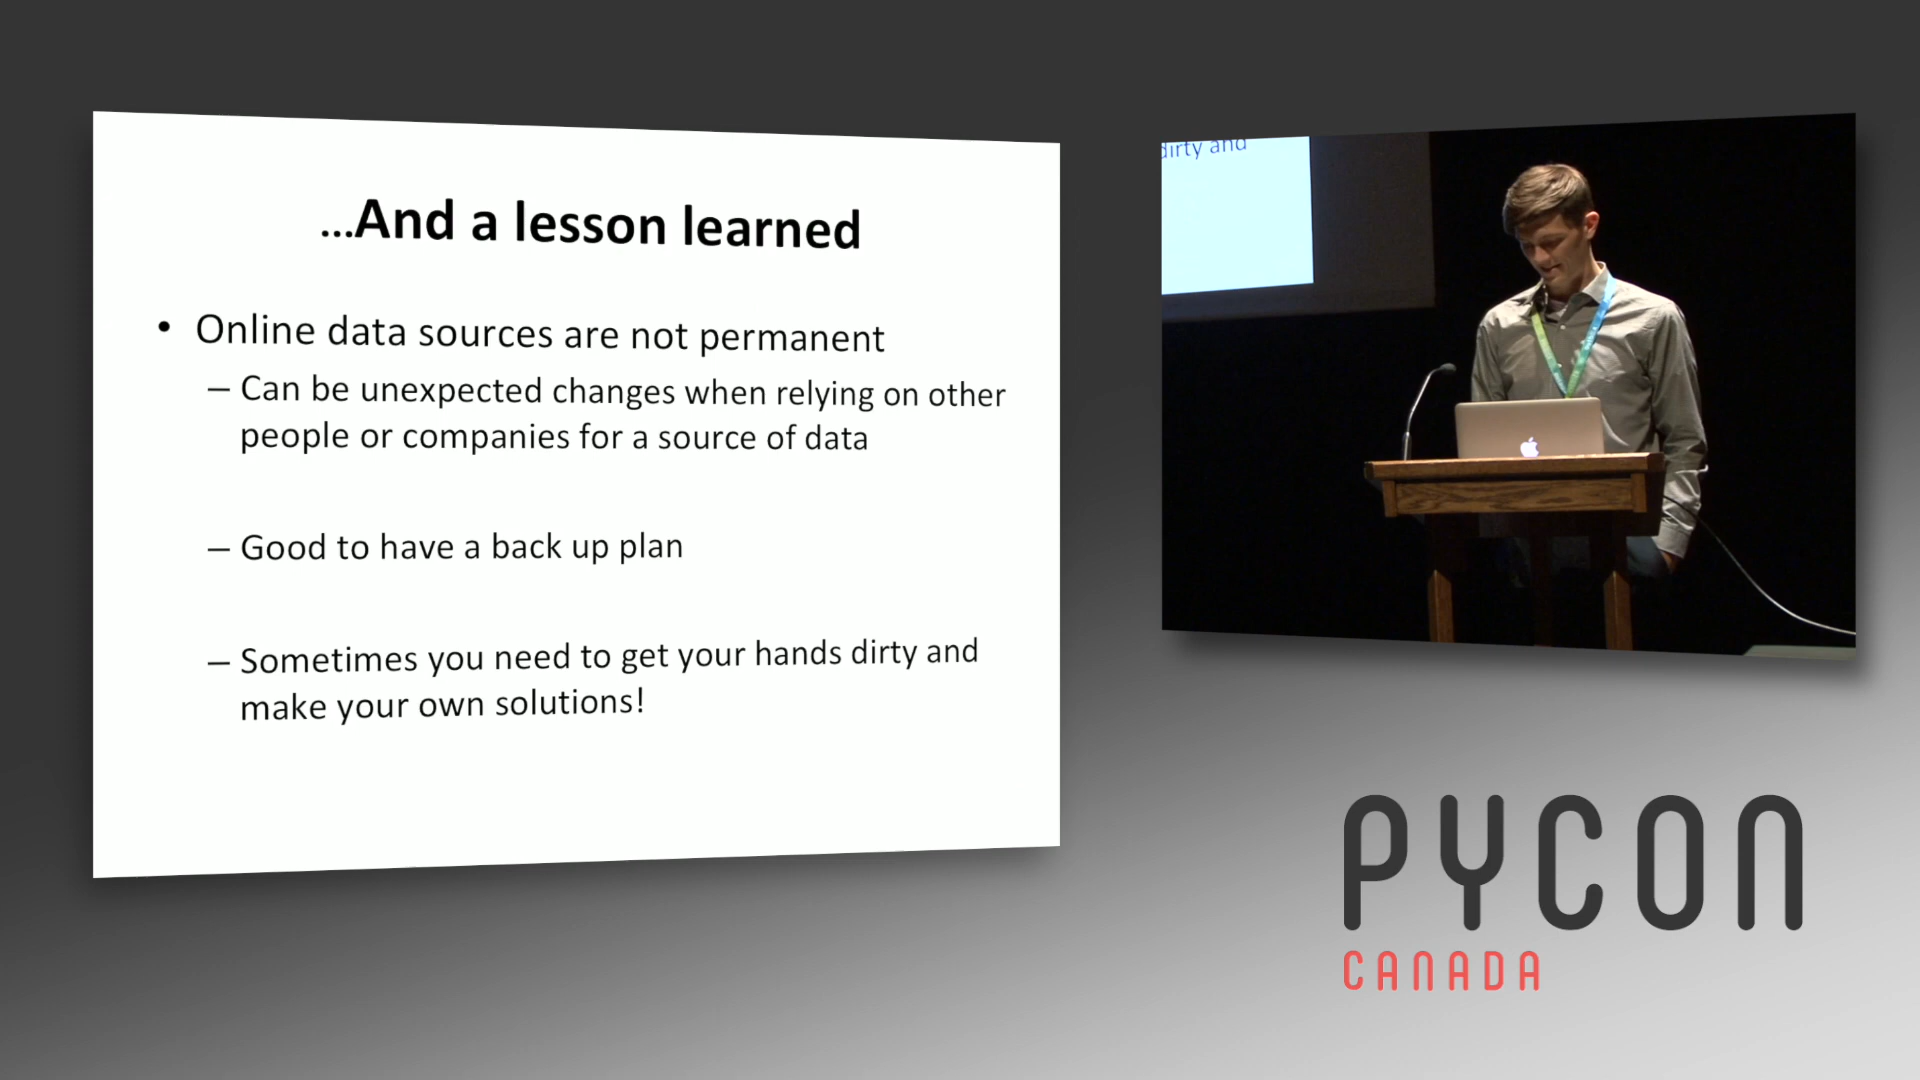 ...And a lesson learned
• Online data sources are not permanent
– Can be unexpected changes when relying on other
people or companies for a source of data
– Good to have a back up plan
– Sometimes you need to get your hands dirty and
make your own solutions!
dirty and
PYCON
CANADA